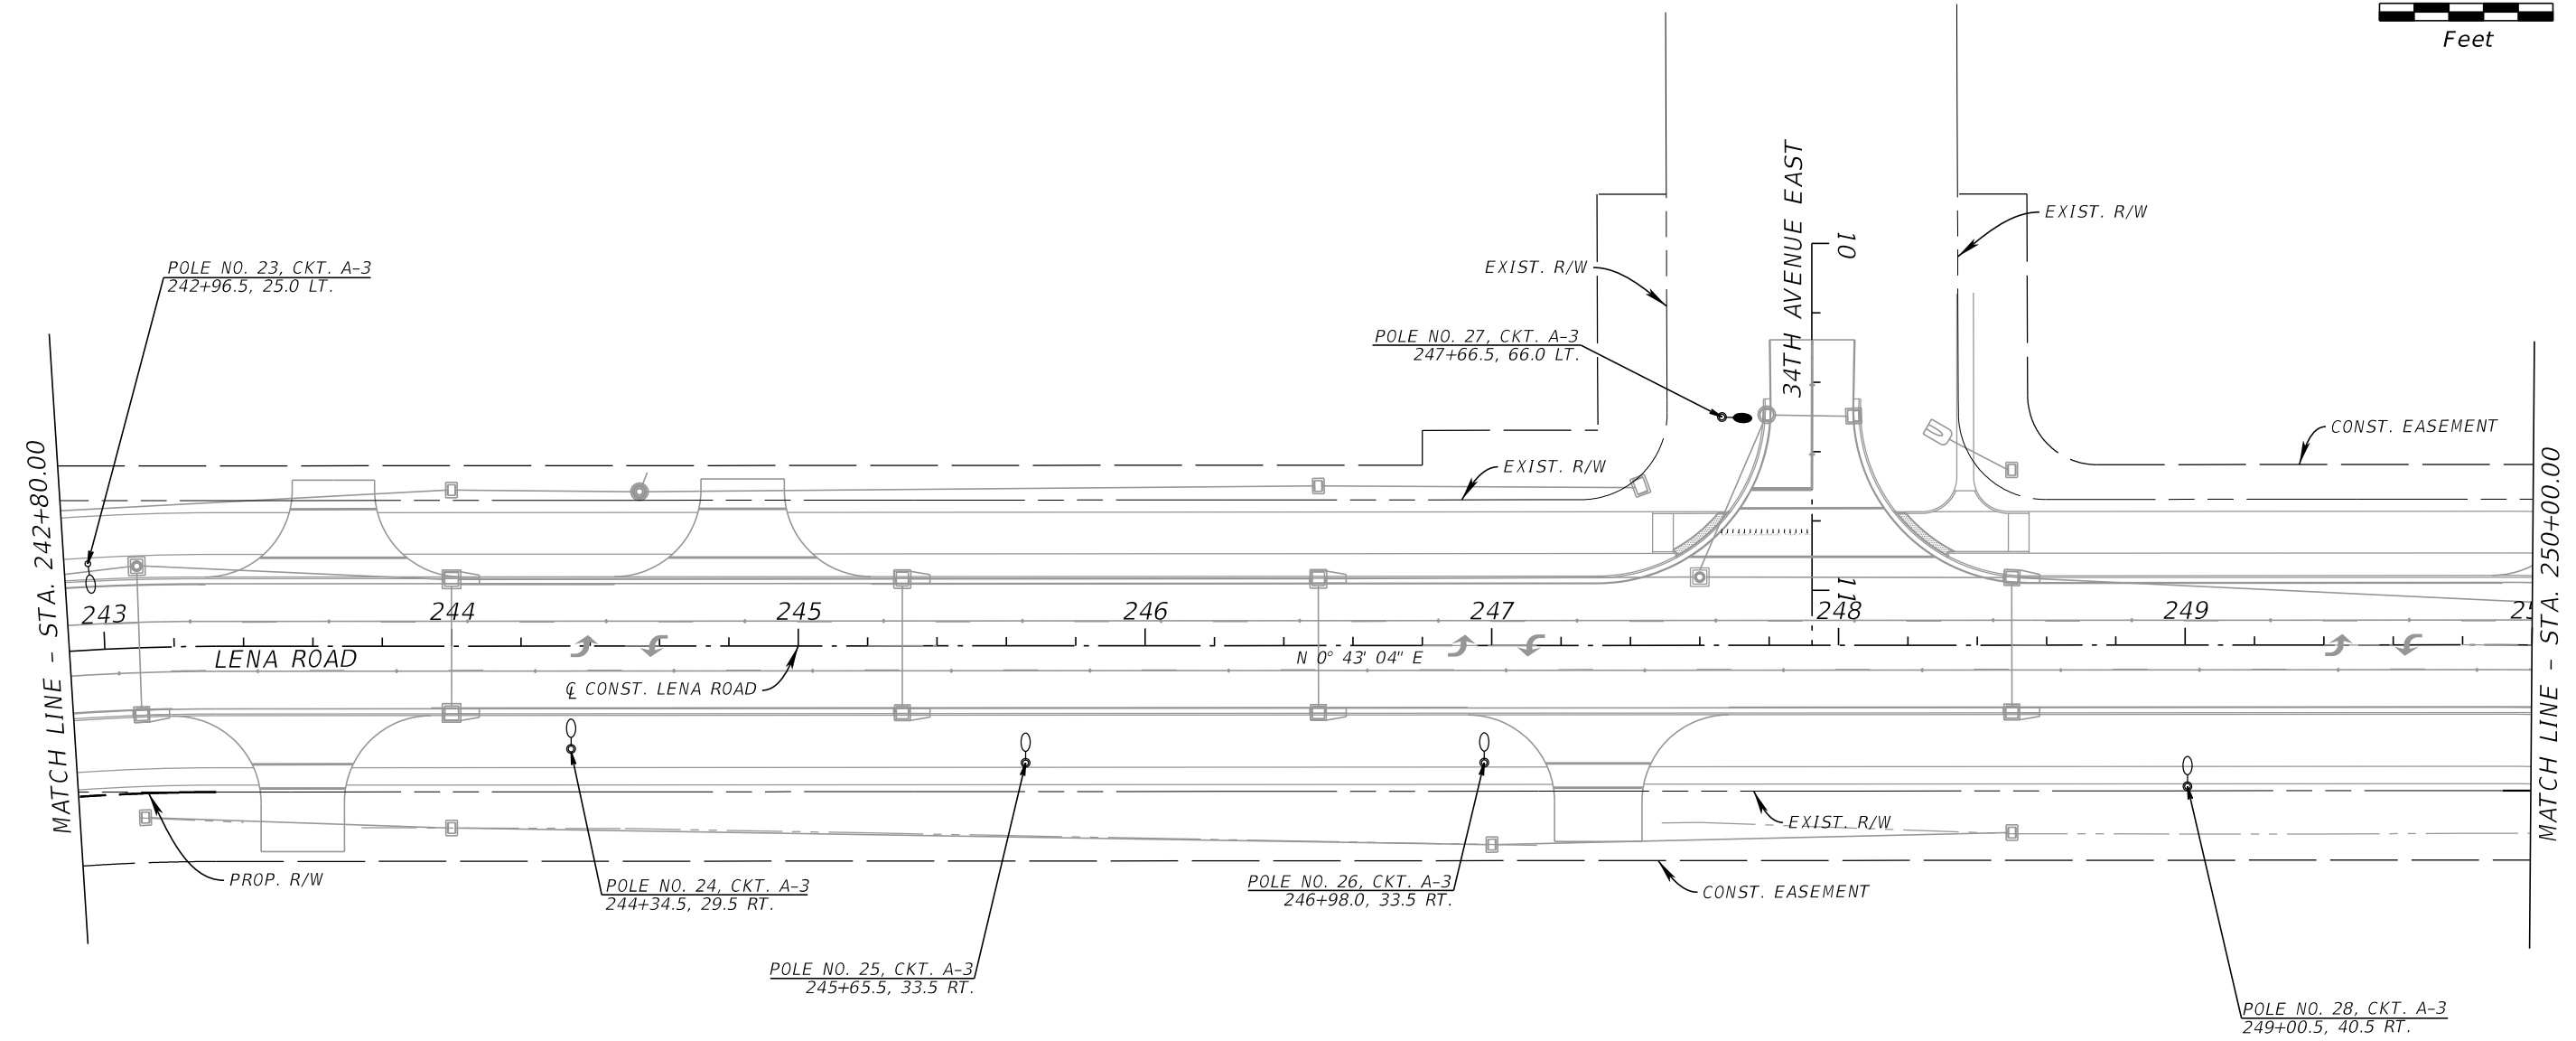 Feet
34TH AVENUE EAST
10
11
EXIST. R/W
EXIST. R/W
POLE NO. 23, CKT. A-3
242+96.5, 25.0 LT.
POLE NO. 27, CKT. A-3
247+66.5, 66.0 LT.
CONST. EASEMENT
EXIST. R/W
MATCH LINE - STA. 242+80.00
MATCH LINE - STA. 250+00.00
243
244
245
246
247
248
249
25
LENA ROAD
N 0° 43' 04" E
℄ CONST. LENA ROAD
EXIST. R/W
PROP. R/W
POLE NO. 24, CKT. A-3
244+34.5, 29.5 RT.
POLE NO. 26, CKT. A-3
246+98.0, 33.5 RT.
CONST. EASEMENT
POLE NO. 25, CKT. A-3
245+65.5, 33.5 RT.
POLE NO. 28, CKT. A-3
249+00.5, 40.5 RT.